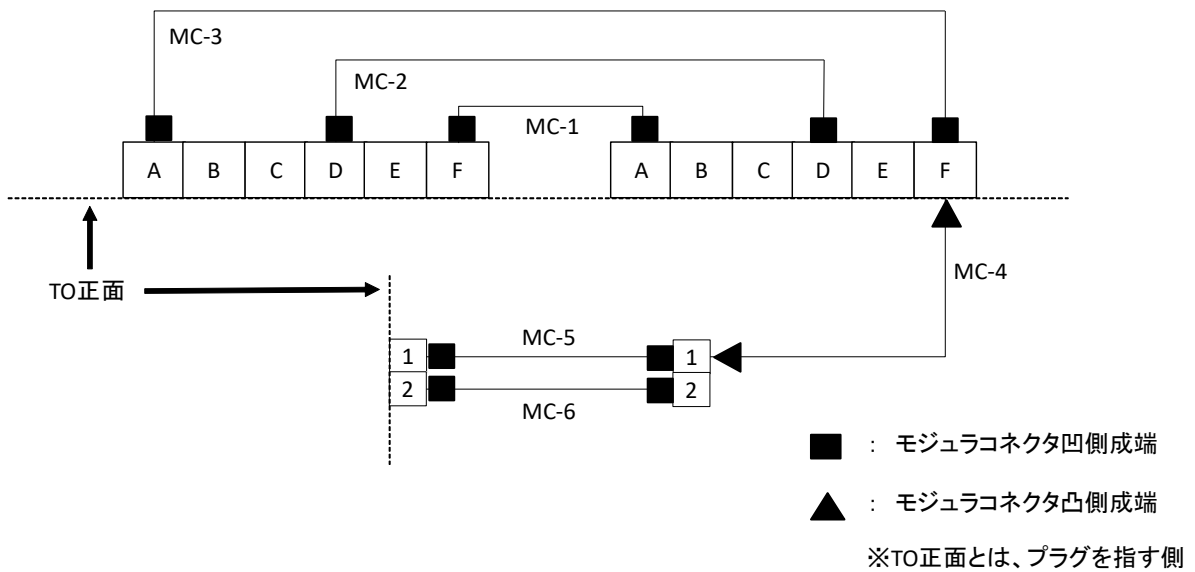 MC-3
MC-2
MC-1
A B C D E F
A B C D E F
MC-4
TO正面
MC-5
1 1
2 2
MC-6
： モジュラコネクタ凹側成端
： モジュラコネクタ凸側成端
※TO正面とは、プラグを指す側